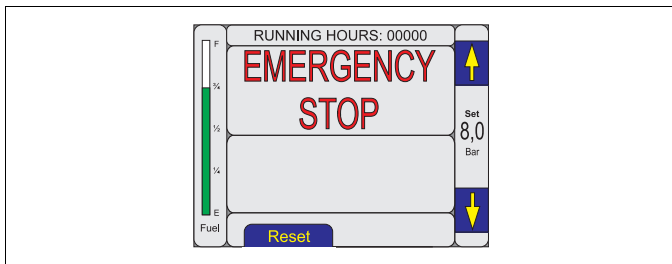 RUNNING HOURS: 00000
F
¾
½
¼
E
Fuel
EMERGENCY
STOP
Set
8,0
Bar
Reset